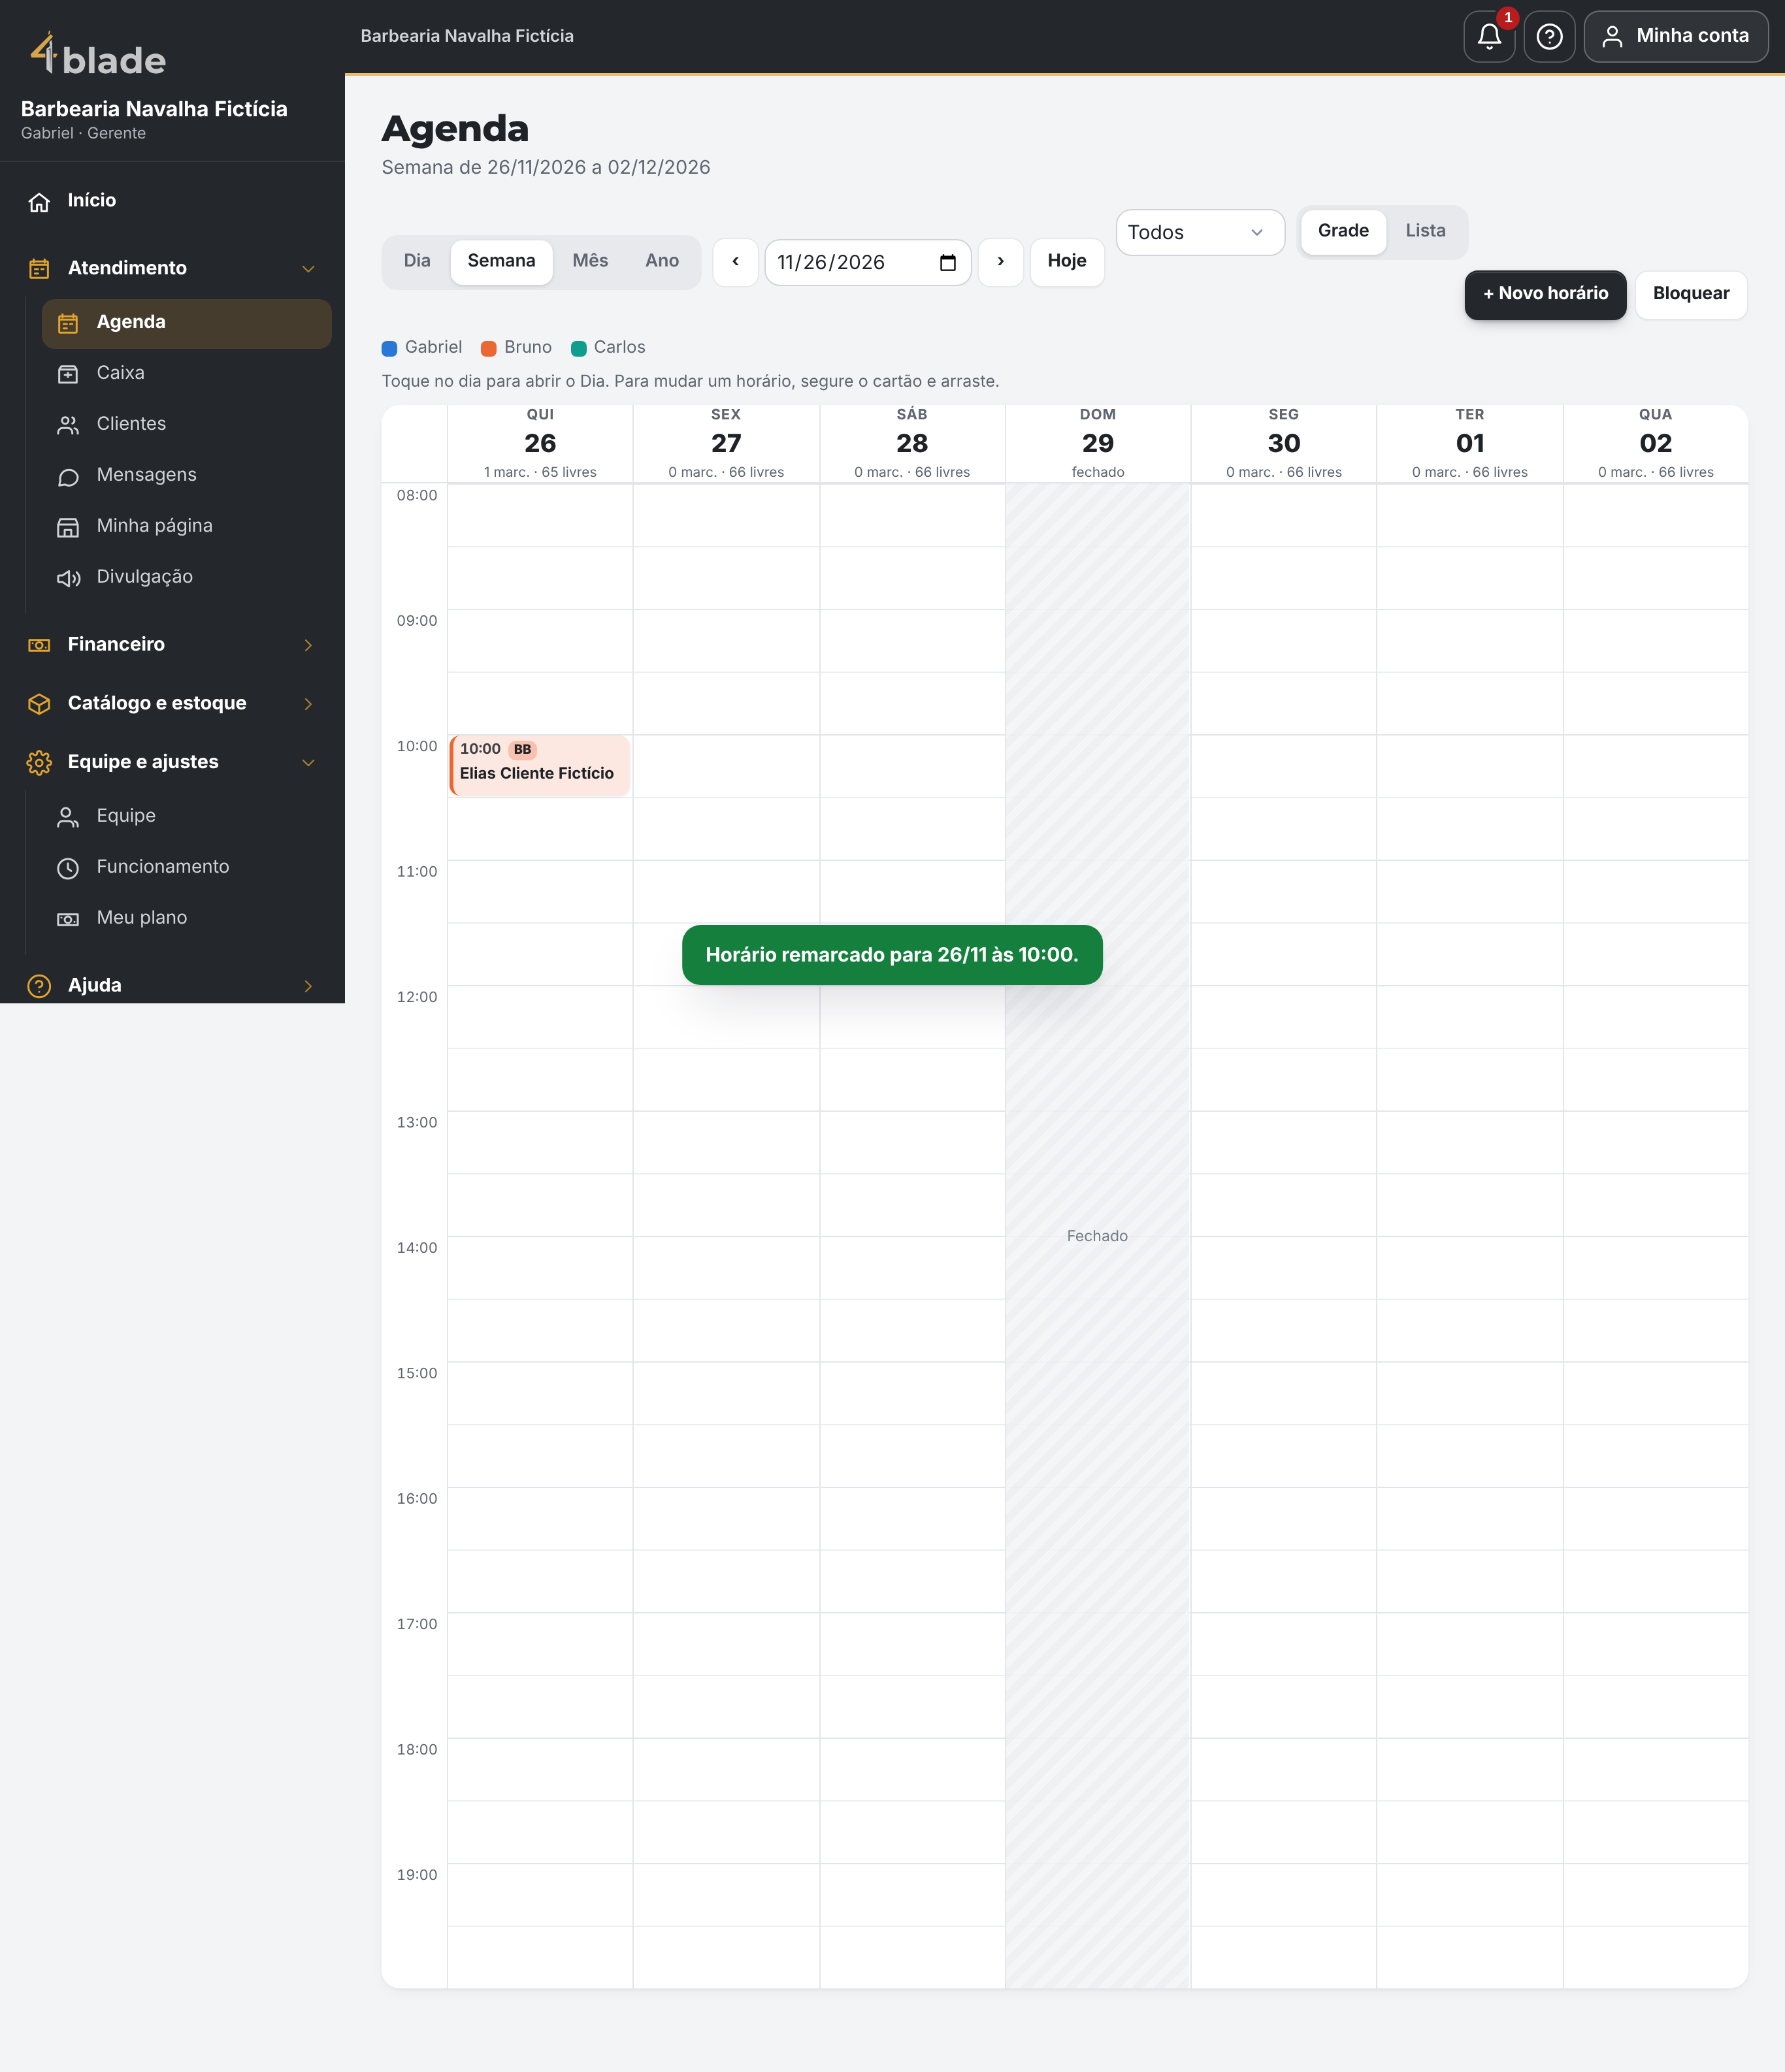 4blade
Barbearia Navalha Fictícia
Gabriel · Gerente
Início
Atendimento
Agenda
Caixa
Clientes
Mensagens
Minha página
Divulgação
Financeiro
Catálogo e estoque
Equipe e ajustes
Equipe
Funcionamento
Meu plano
Ajuda
Barbearia Navalha Fictícia
1
Minha conta
Agenda
Semana de 26/11/2026 a 02/12/2026
Dia Semana Mês Ano ‹ 11/26/2026 › Hoje Todos Grade Lista
+ Novo horário Bloquear
Gabriel Bruno Carlos
Toque no dia para abrir o Dia. Para mudar um horário, segure o cartão e arraste.
QUI SEX SÁB DOM SEG TER QUA
26 27 28 29 30 01 02
1 marc. · 65 livres 0 marc. · 66 livres 0 marc. · 66 livres fechado 0 marc. · 66 livres 0 marc. · 66 livres 0 marc. · 66 livres
08:00
09:00
10:00
10:00 BB
Elias Cliente Fictício
11:00
Horário remarcado para 26/11 às 10:00.
12:00
13:00
Fechado
14:00
15:00
16:00
17:00
18:00
19:00